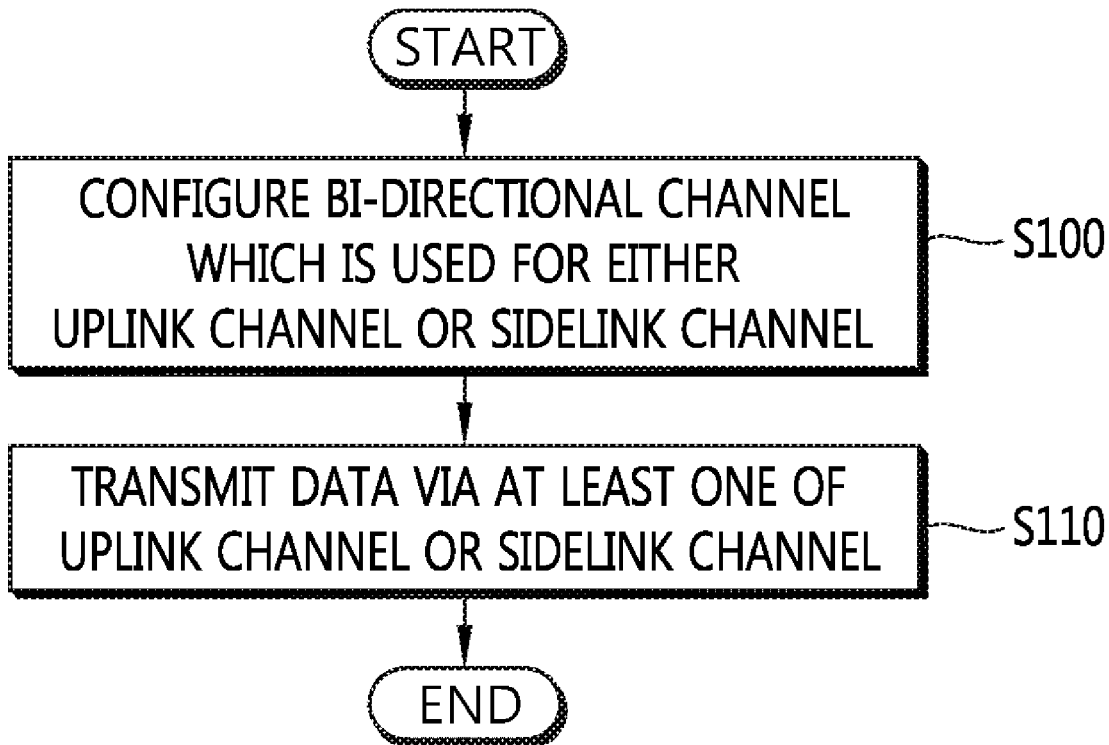 START
CONFIGURE BI-DIRECTIONAL CHANNEL
WHICH IS USED FOR EITHER
UPLINK CHANNEL OR SIDELINK CHANNEL
S100
TRANSMIT DATA VIA AT LEAST ONE OF
UPLINK CHANNEL OR SIDELINK CHANNEL
S110
END